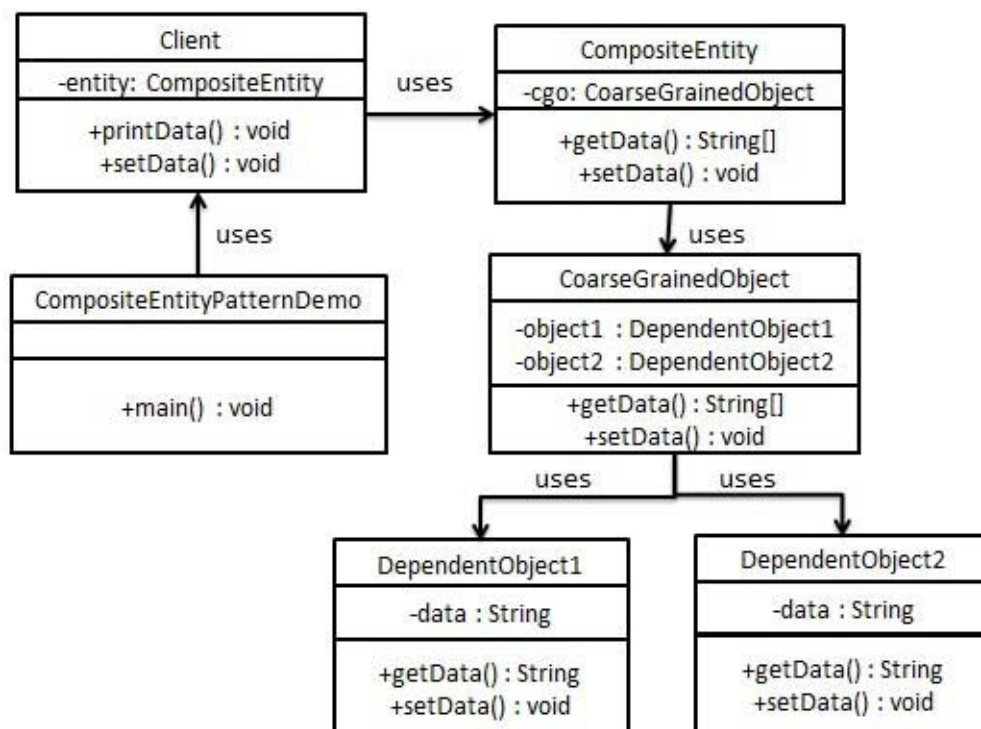 Client
-entity: CompositeEntity
+printData() : void
+setData() : void
uses
CompositeEntity
-cgo: CoarseGrainedObject
+getData() : String[]
+setData() : void
uses
uses
CompositeEntityPatternDemo
+main() : void
CoarseGrainedObject
-object1 : DependentObject1
-object2 : DependentObject2
+getData() : String[]
+setData() : void
uses
uses
DependentObject1
-data : String
+getData() : String
+setData() : void
DependentObject2
-data : String
+getData() : String
+setData() : void